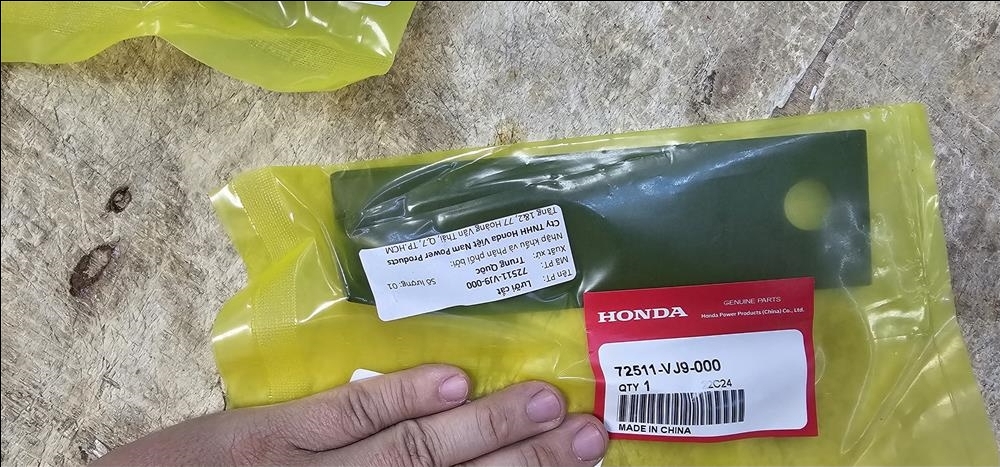 Tên PT: Lưỡi cắt
Mã PT: 72511-VJ9-000
Xuất xứ: Trung Quốc Số lượng: 01
Nhập khẩu và Phân phối bởi:
Cty TNHH Honda Việt Nam Power Products
Tầng 1&2, 77 Hoàng Văn Thái, Q.7, TP.HCM
GENUINE PARTS
HONDA
Honda Power Products (China) Co., Ltd.
72511-VJ9-000
QTY 1 22C24
MADE IN CHINA